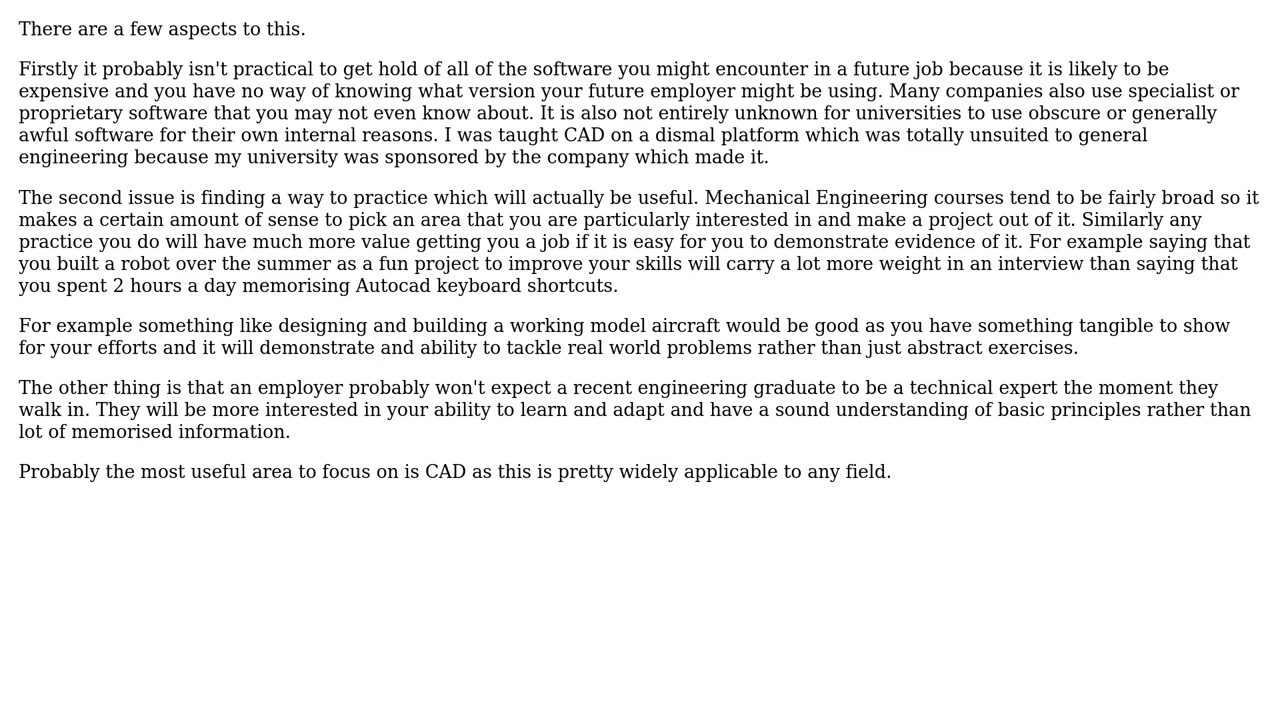 There are a few aspects to this.
Firstly it probably isn't practical to get hold of all of the software you might encounter in a future job because it is likely to be
expensive and you have no way of knowing what version your future employer might be using. Many companies also use specialist or
proprietary software that you may not even know about. It is also not entirely unknown for universities to use obscure or generally
awful software for their own internal reasons. I was taught CAD on a dismal platform which was totally unsuited to general
engineering because my university was sponsored by the company which made it.
The second issue is finding a way to practice which will actually be useful. Mechanical Engineering courses tend to be fairly broad so it
makes a certain amount of sense to pick an area that you are particularly interested in and make a project out of it. Similarly any
practice you do will have much more value getting you a job if it is easy for you to demonstrate evidence of it. For example saying that
you built a robot over the summer as a fun project to improve your skills will carry a lot more weight in an interview than saying that
you spent 2 hours a day memorising Autocad keyboard shortcuts.
For example something like designing and building a working model aircraft would be good as you have something tangible to show
for your efforts and it will demonstrate and ability to tackle real world problems rather than just abstract exercises.
The other thing is that an employer probably won't expect a recent engineering graduate to be a technical expert the moment they
walk in. They will be more interested in your ability to learn and adapt and have a sound understanding of basic principles rather than
lot of memorised information.
Probably the most useful area to focus on is CAD as this is pretty widely applicable to any field.